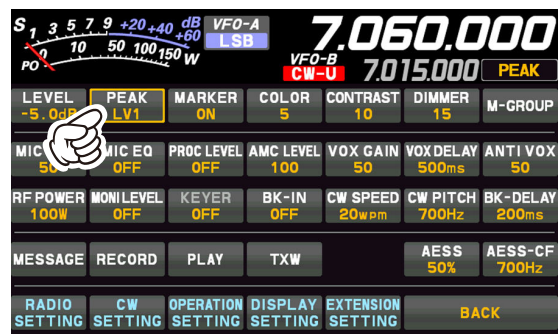 S 1 3 5 7 9 +20 +40 +60 dB VFO-A 7.060.000
LSB
PO 0 10 50 100 150 W VFO-B
CW-U 7.015.000 PEAK
LEVEL PEAK MARKER COLOR CONTRAST DIMMER M-GROUP
-5.0dB LV1 ON 5 10 15
MIC EQ PROC LEVEL AMC LEVEL VOX GAIN VOX DELAY ANTI VOX
50 OFF OFF 100 50 500ms 50
RF POWER MONI LEVEL KEYER BK-IN CW SPEED CW PITCH BK-DELAY
100W OFF OFF OFF 20wpm 700Hz 200ms
MESSAGE RECORD PLAY TXW AESS AESS-CF
50% 700Hz
RADIO CW OPERATION DISPLAY EXTENSION BACK
SETTING SETTING SETTING SETTING SETTING